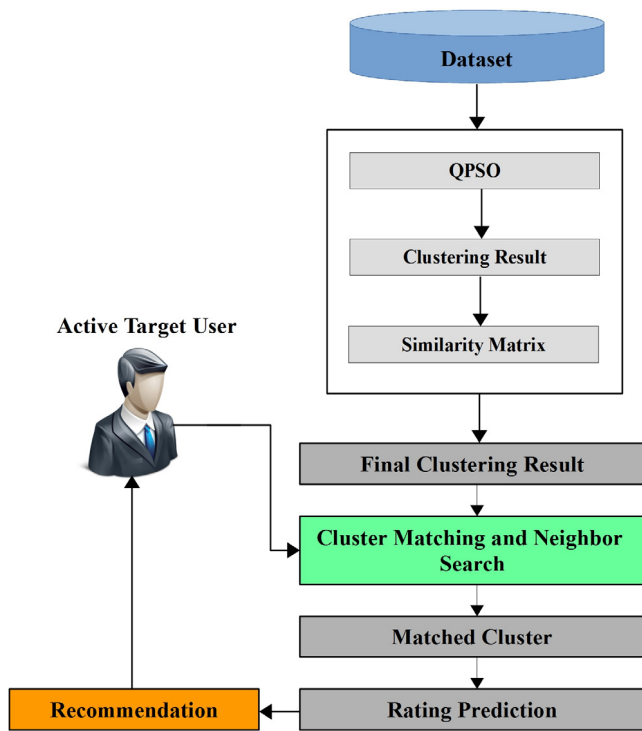 Dataset
QPSO
Clustering Result
Similarity Matrix
Active Target User
Final Clustering Result
Cluster Matching and Neighbor
Search
Matched Cluster
Recommendation
Rating Prediction